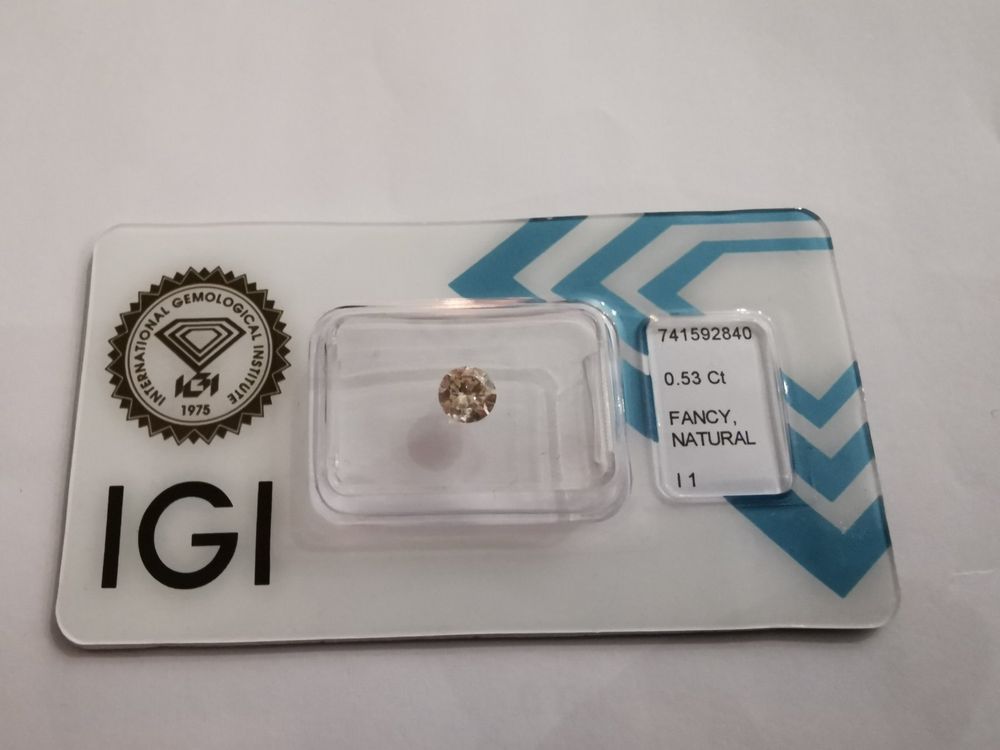 INTERNATIONAL GEMOLOGICAL INSTITUTE
IGI
1975
IGI
741592840
0.53 Ct
FANCY,
NATURAL
I 1